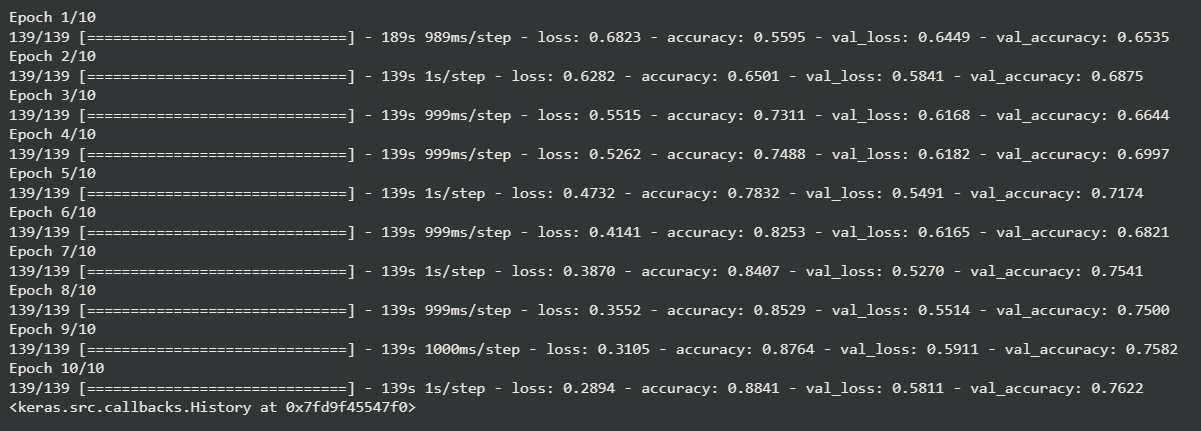 Epoch 1/10
139/139 [==============================] - 189s 989ms/step - loss: 0.6823 - accuracy: 0.5595 - val_loss: 0.6449 - val_accuracy: 0.6535
Epoch 2/10
139/139 [==============================] - 139s 1s/step - loss: 0.6282 - accuracy: 0.6501 - val_loss: 0.5841 - val_accuracy: 0.6875
Epoch 3/10
139/139 [==============================] - 139s 999ms/step - loss: 0.5515 - accuracy: 0.7311 - val_loss: 0.6168 - val_accuracy: 0.6644
Epoch 4/10
139/139 [==============================] - 139s 999ms/step - loss: 0.5262 - accuracy: 0.7488 - val_loss: 0.6182 - val_accuracy: 0.6997
Epoch 5/10
139/139 [==============================] - 139s 1s/step - loss: 0.4732 - accuracy: 0.7832 - val_loss: 0.5491 - val_accuracy: 0.7174
Epoch 6/10
139/139 [==============================] - 139s 999ms/step - loss: 0.4141 - accuracy: 0.8253 - val_loss: 0.6165 - val_accuracy: 0.6821
Epoch 7/10
139/139 [==============================] - 139s 1s/step - loss: 0.3870 - accuracy: 0.8407 - val_loss: 0.5270 - val_accuracy: 0.7541
Epoch 8/10
139/139 [==============================] - 139s 999ms/step - loss: 0.3552 - accuracy: 0.8529 - val_loss: 0.5514 - val_accuracy: 0.7500
Epoch 9/10
139/139 [==============================] - 139s 1000ms/step - loss: 0.3105 - accuracy: 0.8764 - val_loss: 0.5911 - val_accuracy: 0.7582
Epoch 10/10
139/139 [==============================] - 139s 1s/step - loss: 0.2894 - accuracy: 0.8841 - val_loss: 0.5811 - val_accuracy: 0.7622
<keras.src.callbacks.History at 0x7fd9f45547f0>